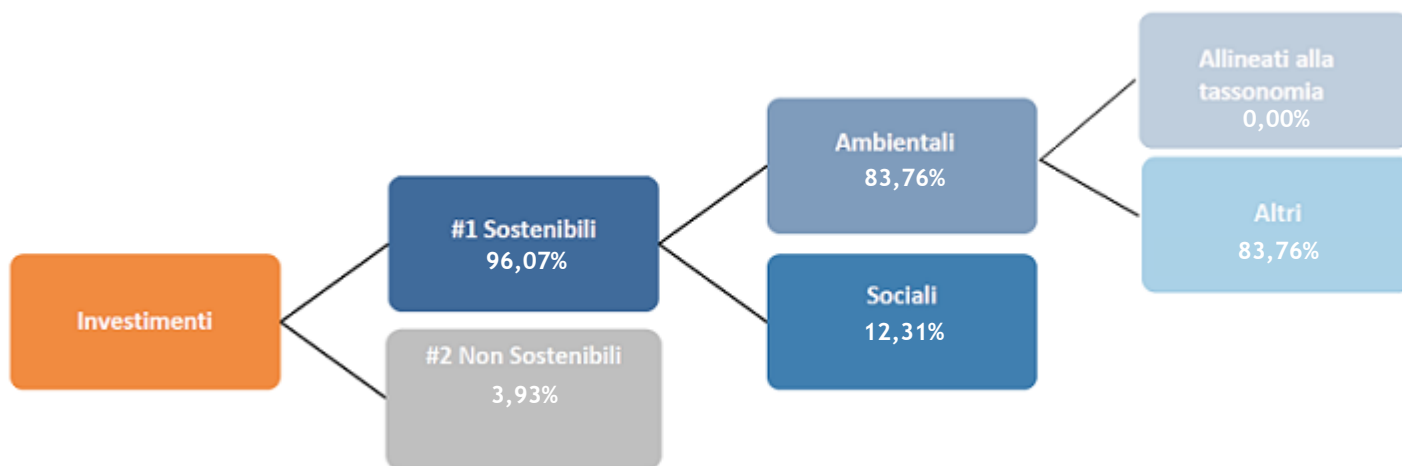 Investimenti
#1 Sostenibili
96,07%
#2 Non Sostenibili
3,93%
Ambientali
83,76%
Sociali
12,31%
Allineati alla
tassonomia
0,00%
Altri
83,76%